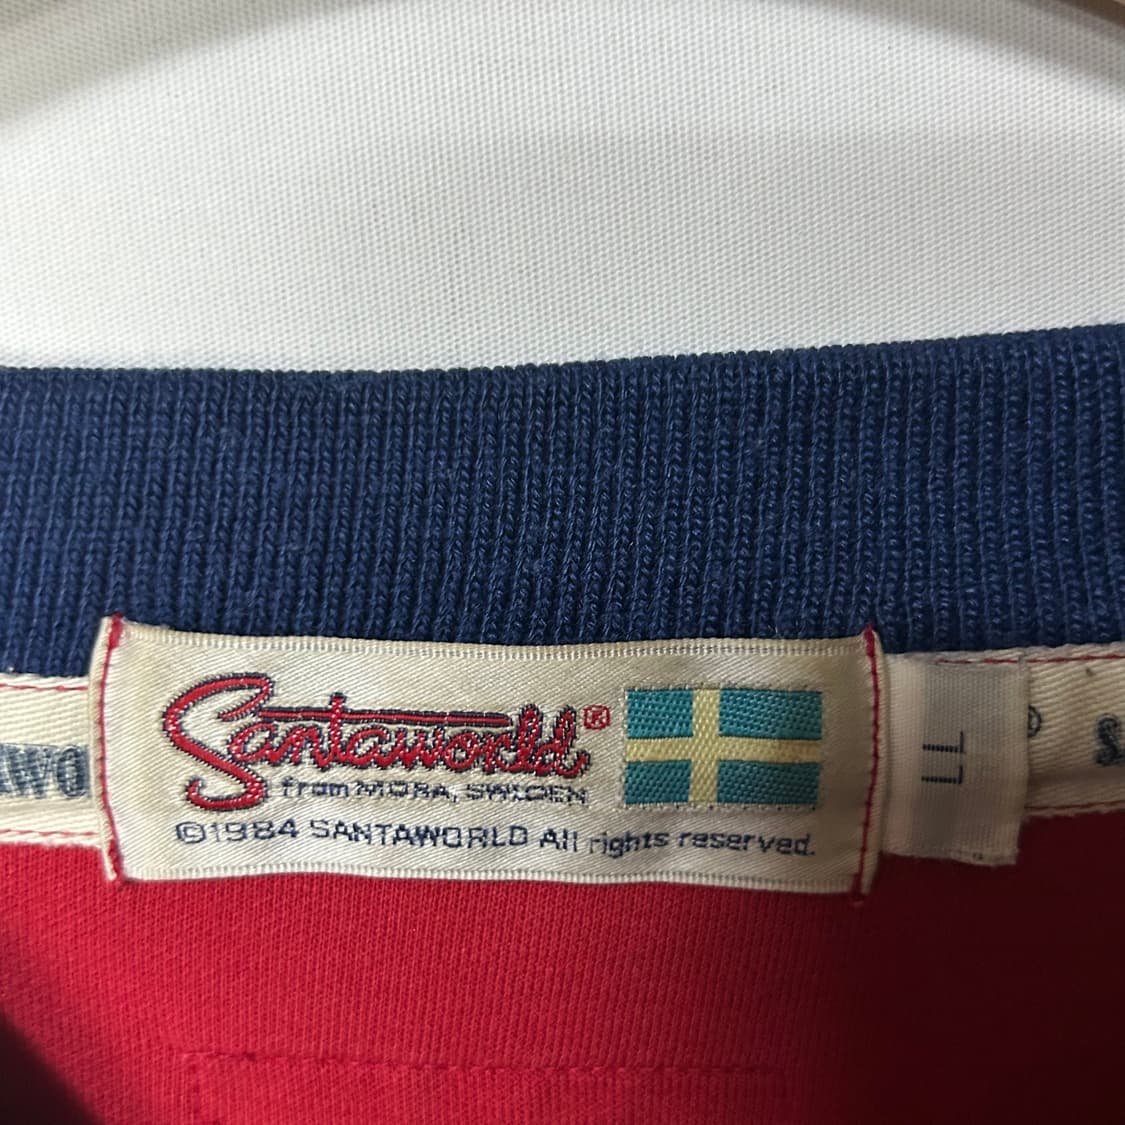 Santaworld®
from MORA, SWEDEN
©1984 SANTAWORLD All rights reserved.
LL